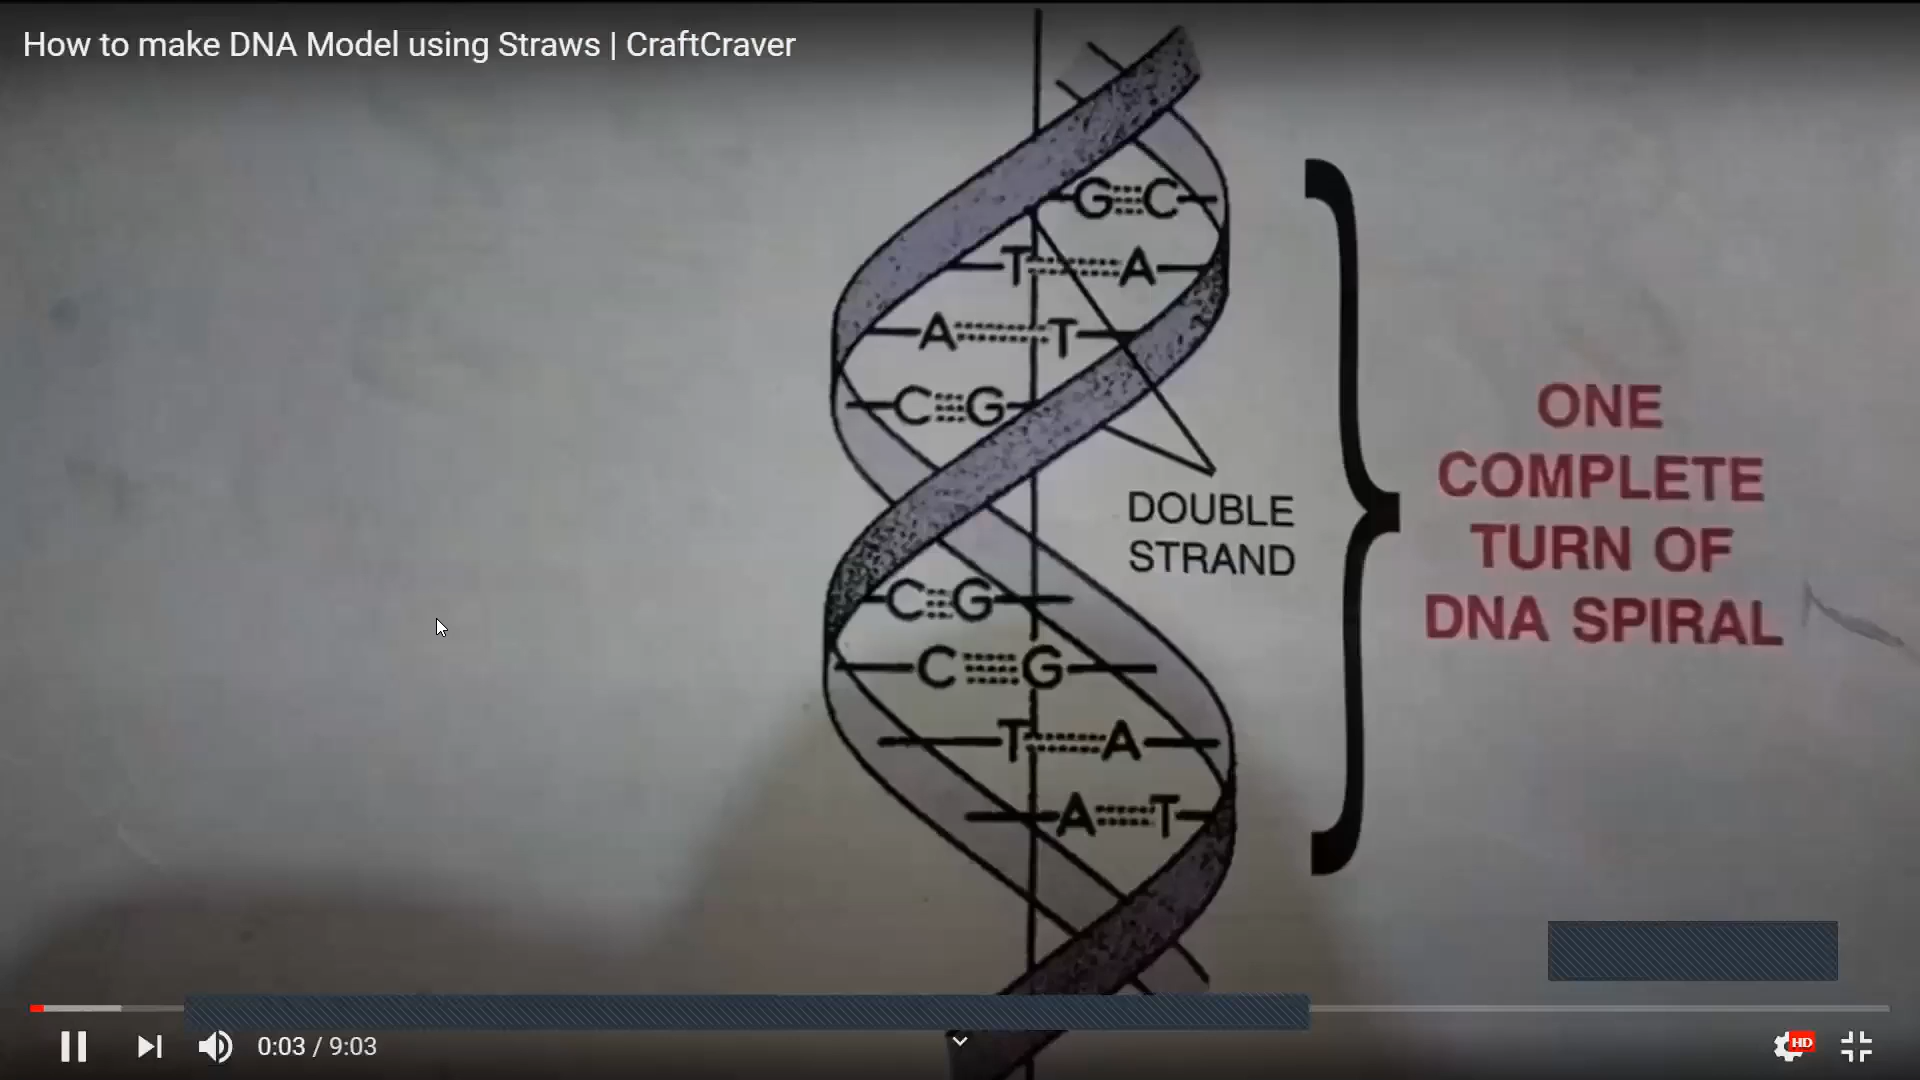 How to make DNA Model using Straws | CraftCraver
G C
T A
A T
C G
DOUBLE
STRAND
C G
C G
T A
A T
ONE
COMPLETE
TURN OF
DNA SPIRAL
0:03 / 9:03
HD